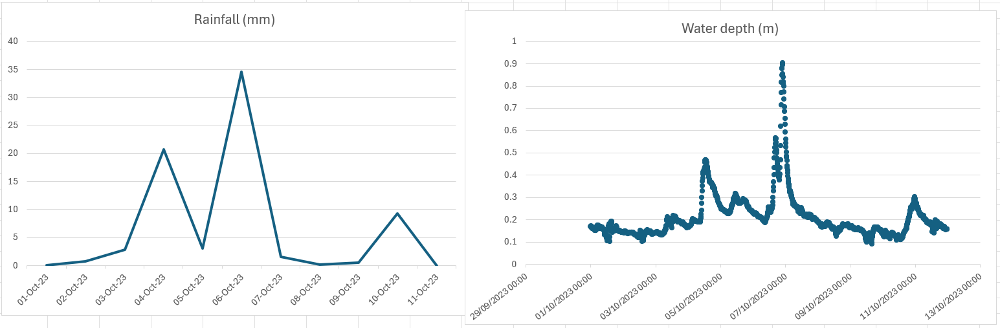 Rainfall (mm)
40
35
30
25
20
15
10
5
0
01-Oct-23
02-Oct-23
03-Oct-23
04-Oct-23
05-Oct-23
06-Oct-23
07-Oct-23
08-Oct-23
09-Oct-23
10-Oct-23
11-Oct-23
Water depth (m)
1
0.9
0.8
0.7
0.6
0.5
0.4
0.3
0.2
0.1
0
29/09/2023 00:00
01/10/2023 00:00
03/10/2023 00:00
05/10/2023 00:00
07/10/2023 00:00
09/10/2023 00:00
11/10/2023 00:00
13/10/2023 00:00